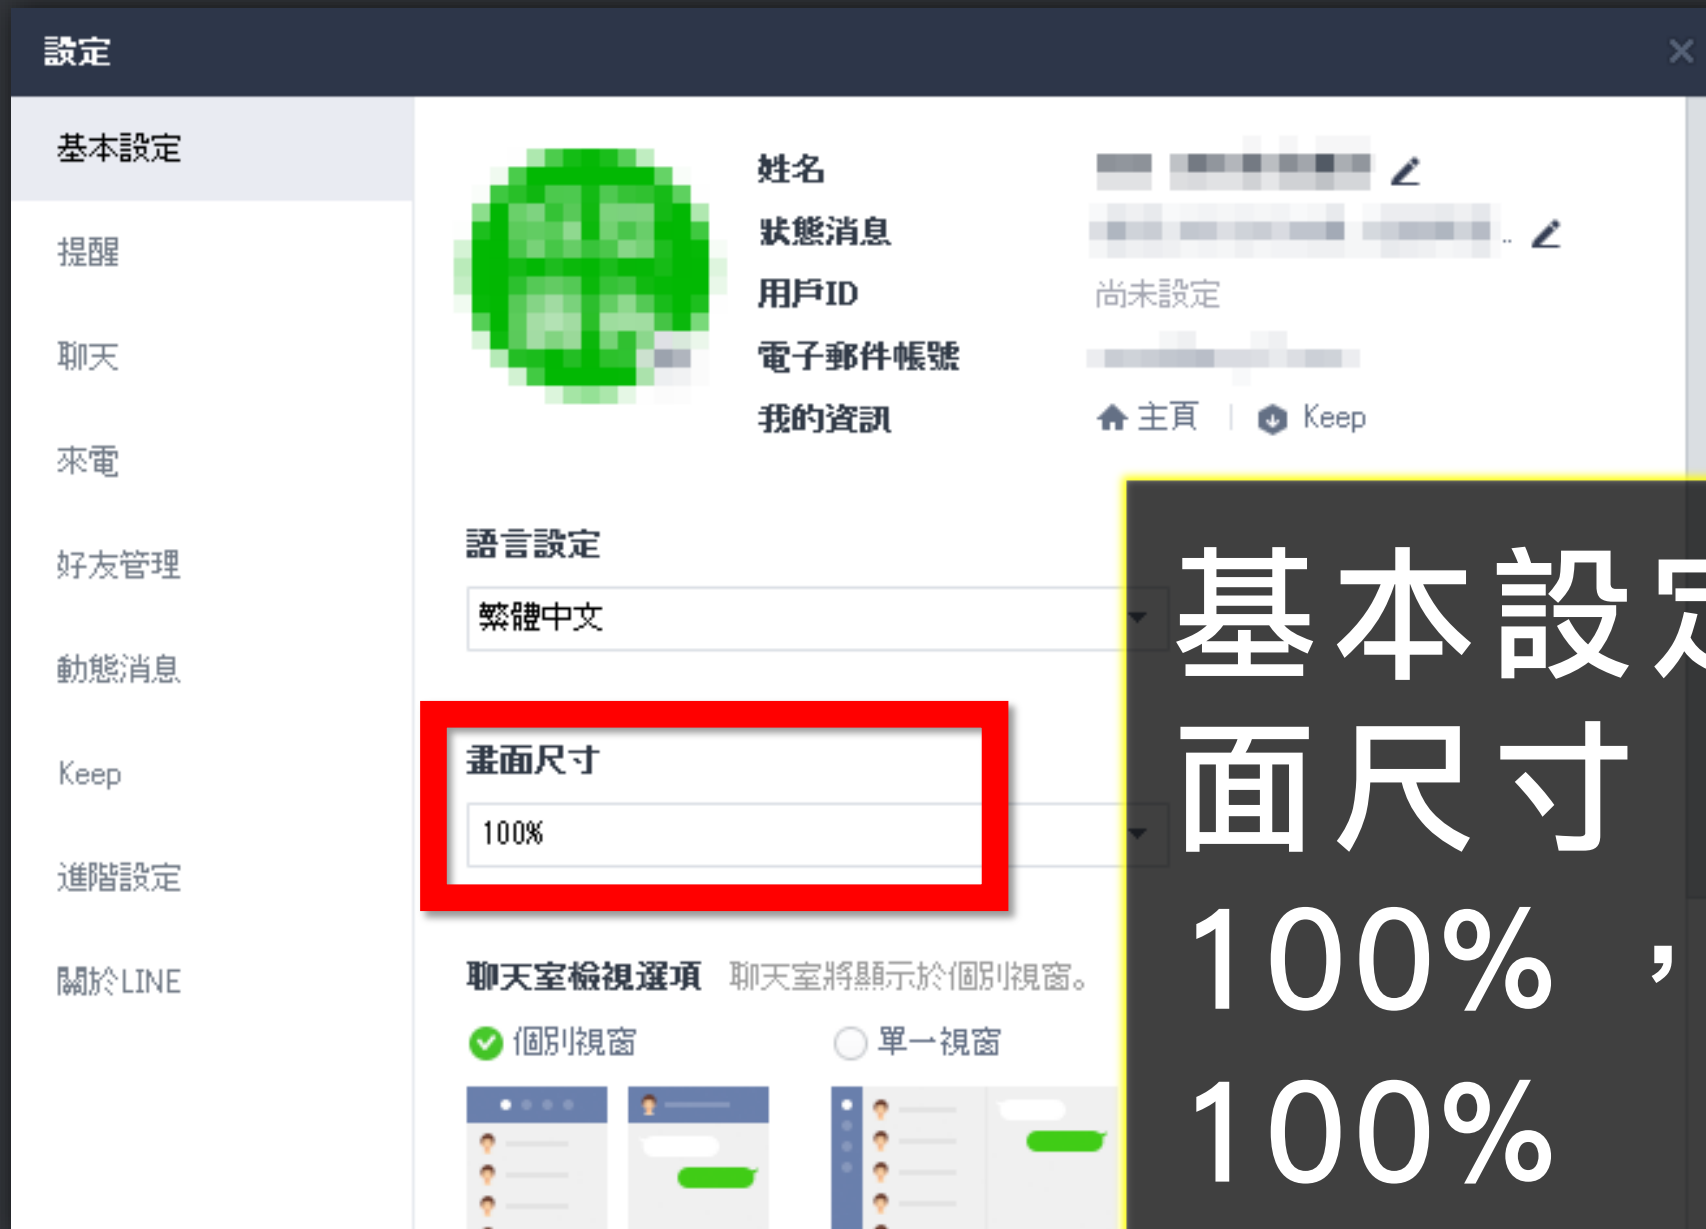 設定
基本設定
提醒
聊天
來電
好友管理
動態消息
Keep
進階設定
關於LINE
姓名
狀態消息
用戶ID 尚未設定
電子郵件帳號
我的資訊 主頁 Keep
語言設定
繁體中文
畫面尺寸
100%
聊天室檢視選項 聊天室將顯示於個別視窗。
個別視窗 單一視窗
基本設定
面尺寸
100%，
100%